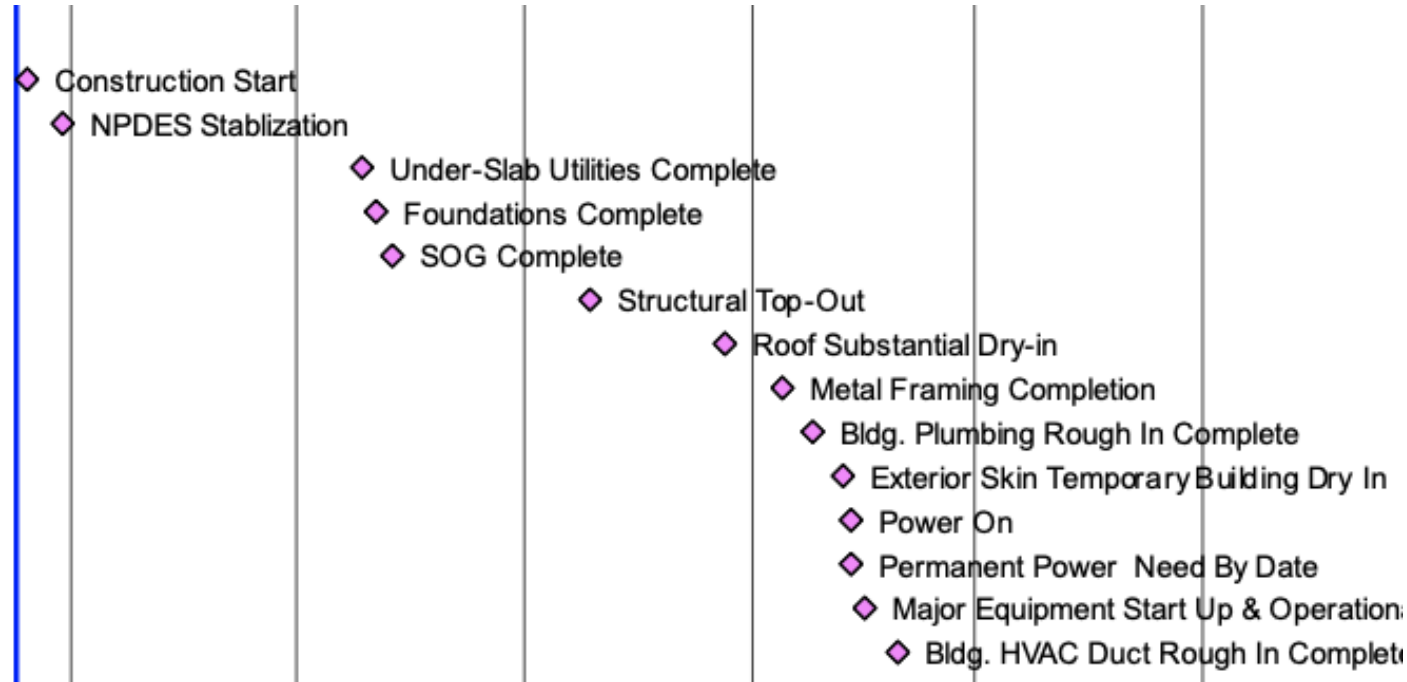 Construction Start
NPDES Stablization
Under-Slab Utilities Complete
Foundations Complete
SOG Complete
Structural Top-Out
Roof Substantial Dry-in
Metal Framing Completion
Bldg. Plumbing Rough In Complete
Exterior Skin Temporary Building Dry In
Power On
Permanent Power Need By Date
Major Equipment Start Up & Operationa
Bldg. HVAC Duct Rough In Complete